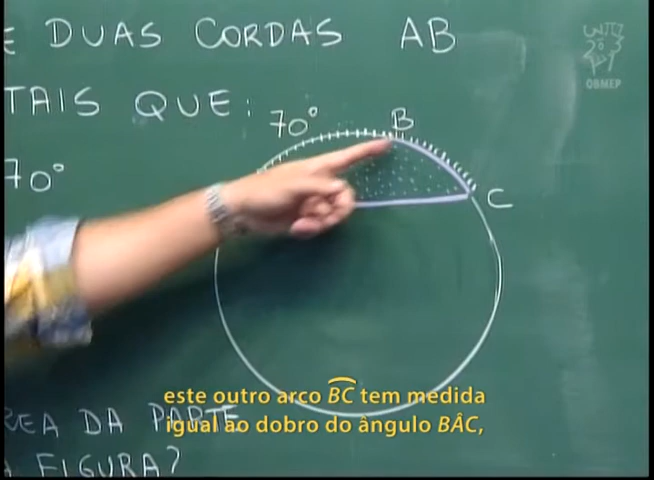 E DUAS CORDAS AB
TAIS QUE:
70°
B
70°
C
OBMEP
este outro arco BC tem medida
igual ao dobro do ângulo BÂC,
DA PARTE
FIGURA?